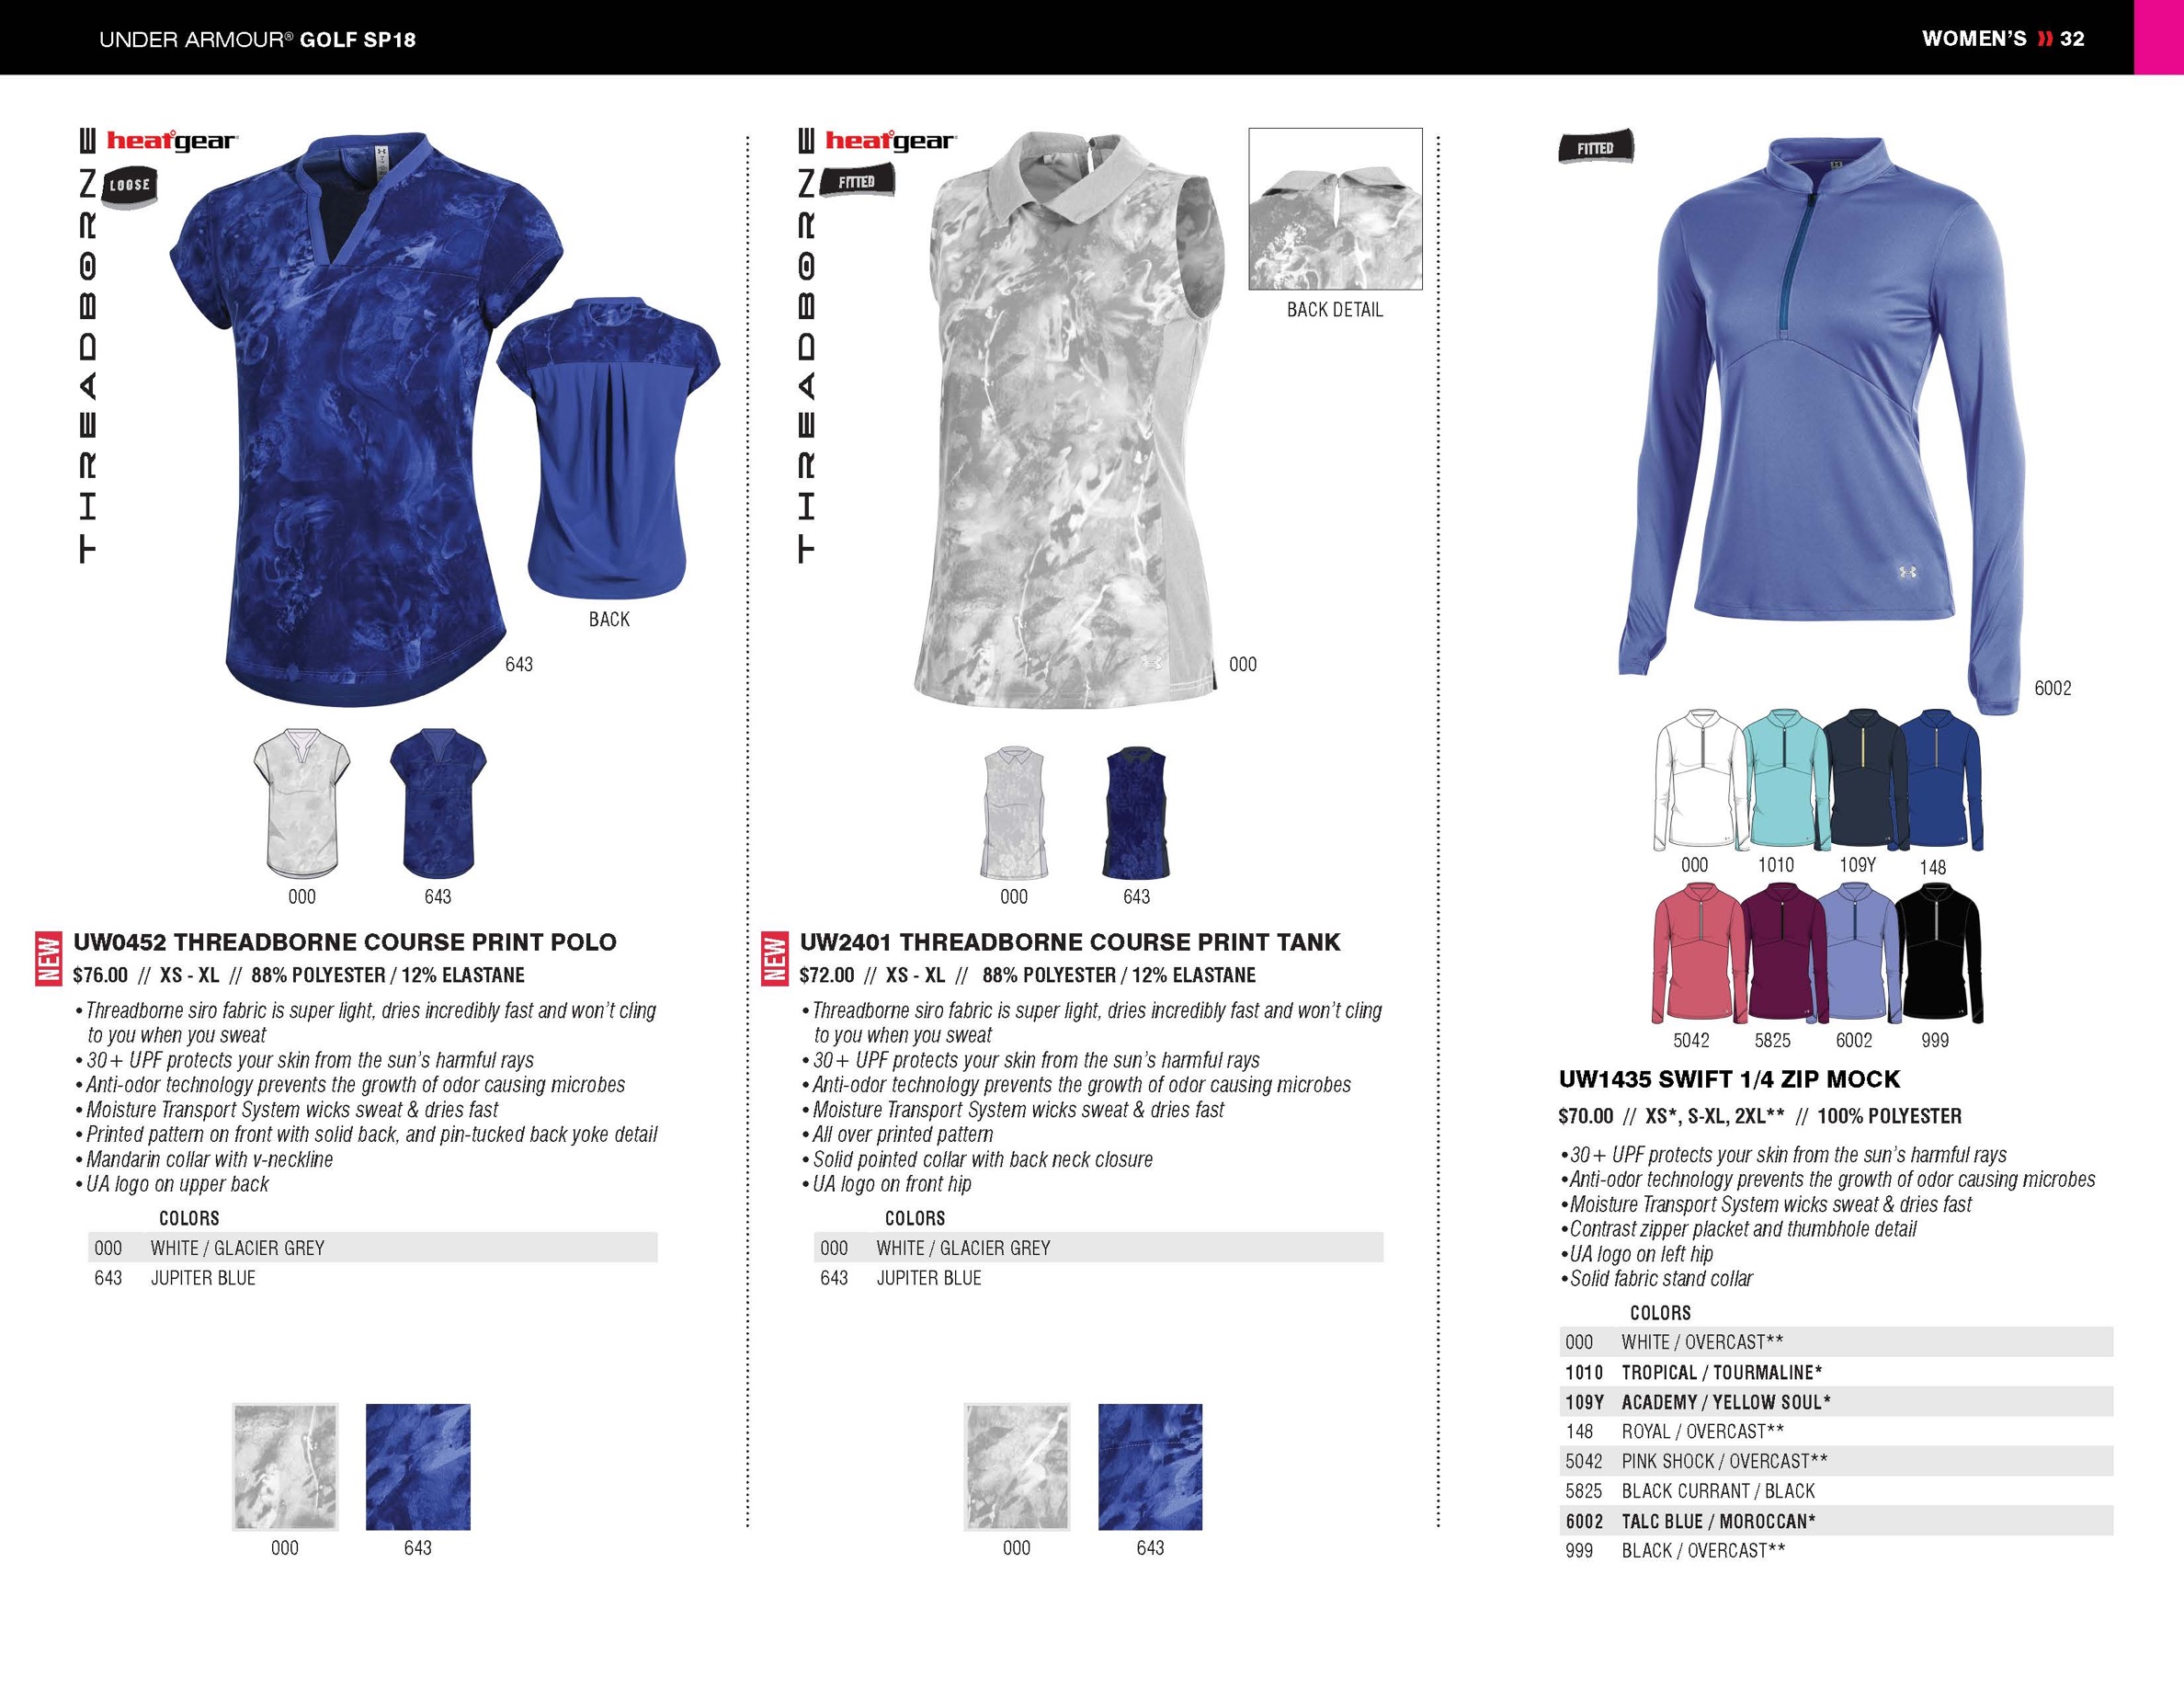 UNDER ARMOUR® GOLF SP18
WOMEN'S 32
THREADBORNE
heatgear
LOOSE
BACK
643
000 643
NEW
UW0452 THREADBORNE COURSE PRINT POLO
$76.00 // XS - XL // 88% POLYESTER / 12% ELASTANE
• Threadborne siro fabric is super light, dries incredibly fast and won't cling
to you when you sweat
• 30+ UPF protects your skin from the sun's harmful rays
• Anti-odor technology prevents the growth of odor causing microbes
• Moisture Transport System wicks sweat & dries fast
• Printed pattern on front with solid back, and pin-tucked back yoke detail
• Mandarin collar with v-neckline
• UA logo on upper back
COLORS
000 WHITE / GLACIER GREY
643 JUPITER BLUE
000 643
THREADBORNE
heatgear
FITTED
BACK DETAIL
000
000 643
NEW
UW2401 THREADBORNE COURSE PRINT TANK
$72.00 // XS - XL // 88% POLYESTER / 12% ELASTANE
• Threadborne siro fabric is super light, dries incredibly fast and won't cling
to you when you sweat
• 30+ UPF protects your skin from the sun's harmful rays
• Anti-odor technology prevents the growth of odor causing microbes
• Moisture Transport System wicks sweat & dries fast
• All over printed pattern
• Solid pointed collar with back neck closure
• UA logo on front hip
COLORS
000 WHITE / GLACIER GREY
643 JUPITER BLUE
000 643
FITTED
6002
000 1010 109Y 148
5042 5825 6002 999
UW1435 SWIFT 1/4 ZIP MOCK
$70.00 // XS*, S-XL, 2XL** // 100% POLYESTER
• 30+ UPF protects your skin from the sun's harmful rays
• Anti-odor technology prevents the growth of odor causing microbes
• Moisture Transport System wicks sweat & dries fast
• Contrast zipper placket and thumbhole detail
• UA logo on left hip
• Solid fabric stand collar
COLORS
000 WHITE / OVERCAST**
1010 TROPICAL / TOURMALINE*
109Y ACADEMY / YELLOW SOUL*
148 ROYAL / OVERCAST**
5042 PINK SHOCK / OVERCAST**
5825 BLACK CURRANT / BLACK
6002 TALC BLUE / MOROCCAN*
999 BLACK / OVERCAST**